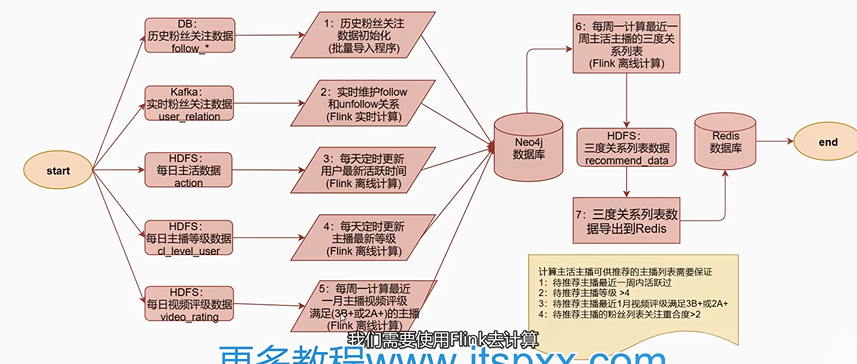 start
DB:
历史粉丝关注数据
follow_*
Kafka:
实时粉丝关注数据
user_relation
HDFS:
每日主活数据
action
HDFS:
每日主播等级数据
cl_level_user
HDFS:
每日视频评级数据
video_rating
1：历史粉丝关注
数据初始化
(批量导入程序)
2：实时维护follow
和unfollow关系
(Flink 实时计算)
3：每天定时更新
用户最新活跃时间
(Flink 离线计算)
4：每天定时更新
主播最新等级
(Flink 离线计算)
5：每周一计算最近
一月主播视频评级
满足(3B+或2A+)的主播
(Flink 离线计算)
Neo4j
数据库
6：每周一计算最近一
周主活主播的三度关
系列表
(Flink 离线计算)
HDFS:
三度关系列表数据
recommend_data
7：三度关系列表数
据导出到Redis
Redis
数据库
end
计算主活主播可供推荐的主播列表需要保证
1：待推荐主播最近一周内活跃过
2：待推荐主播等级 >4
3：待推荐主播最近1月视频评级满足3B+或2A+
4：待推荐主播的粉丝列表关注重合度>2
我们需要使用Flink去计算
更多教程www.itspxx.com